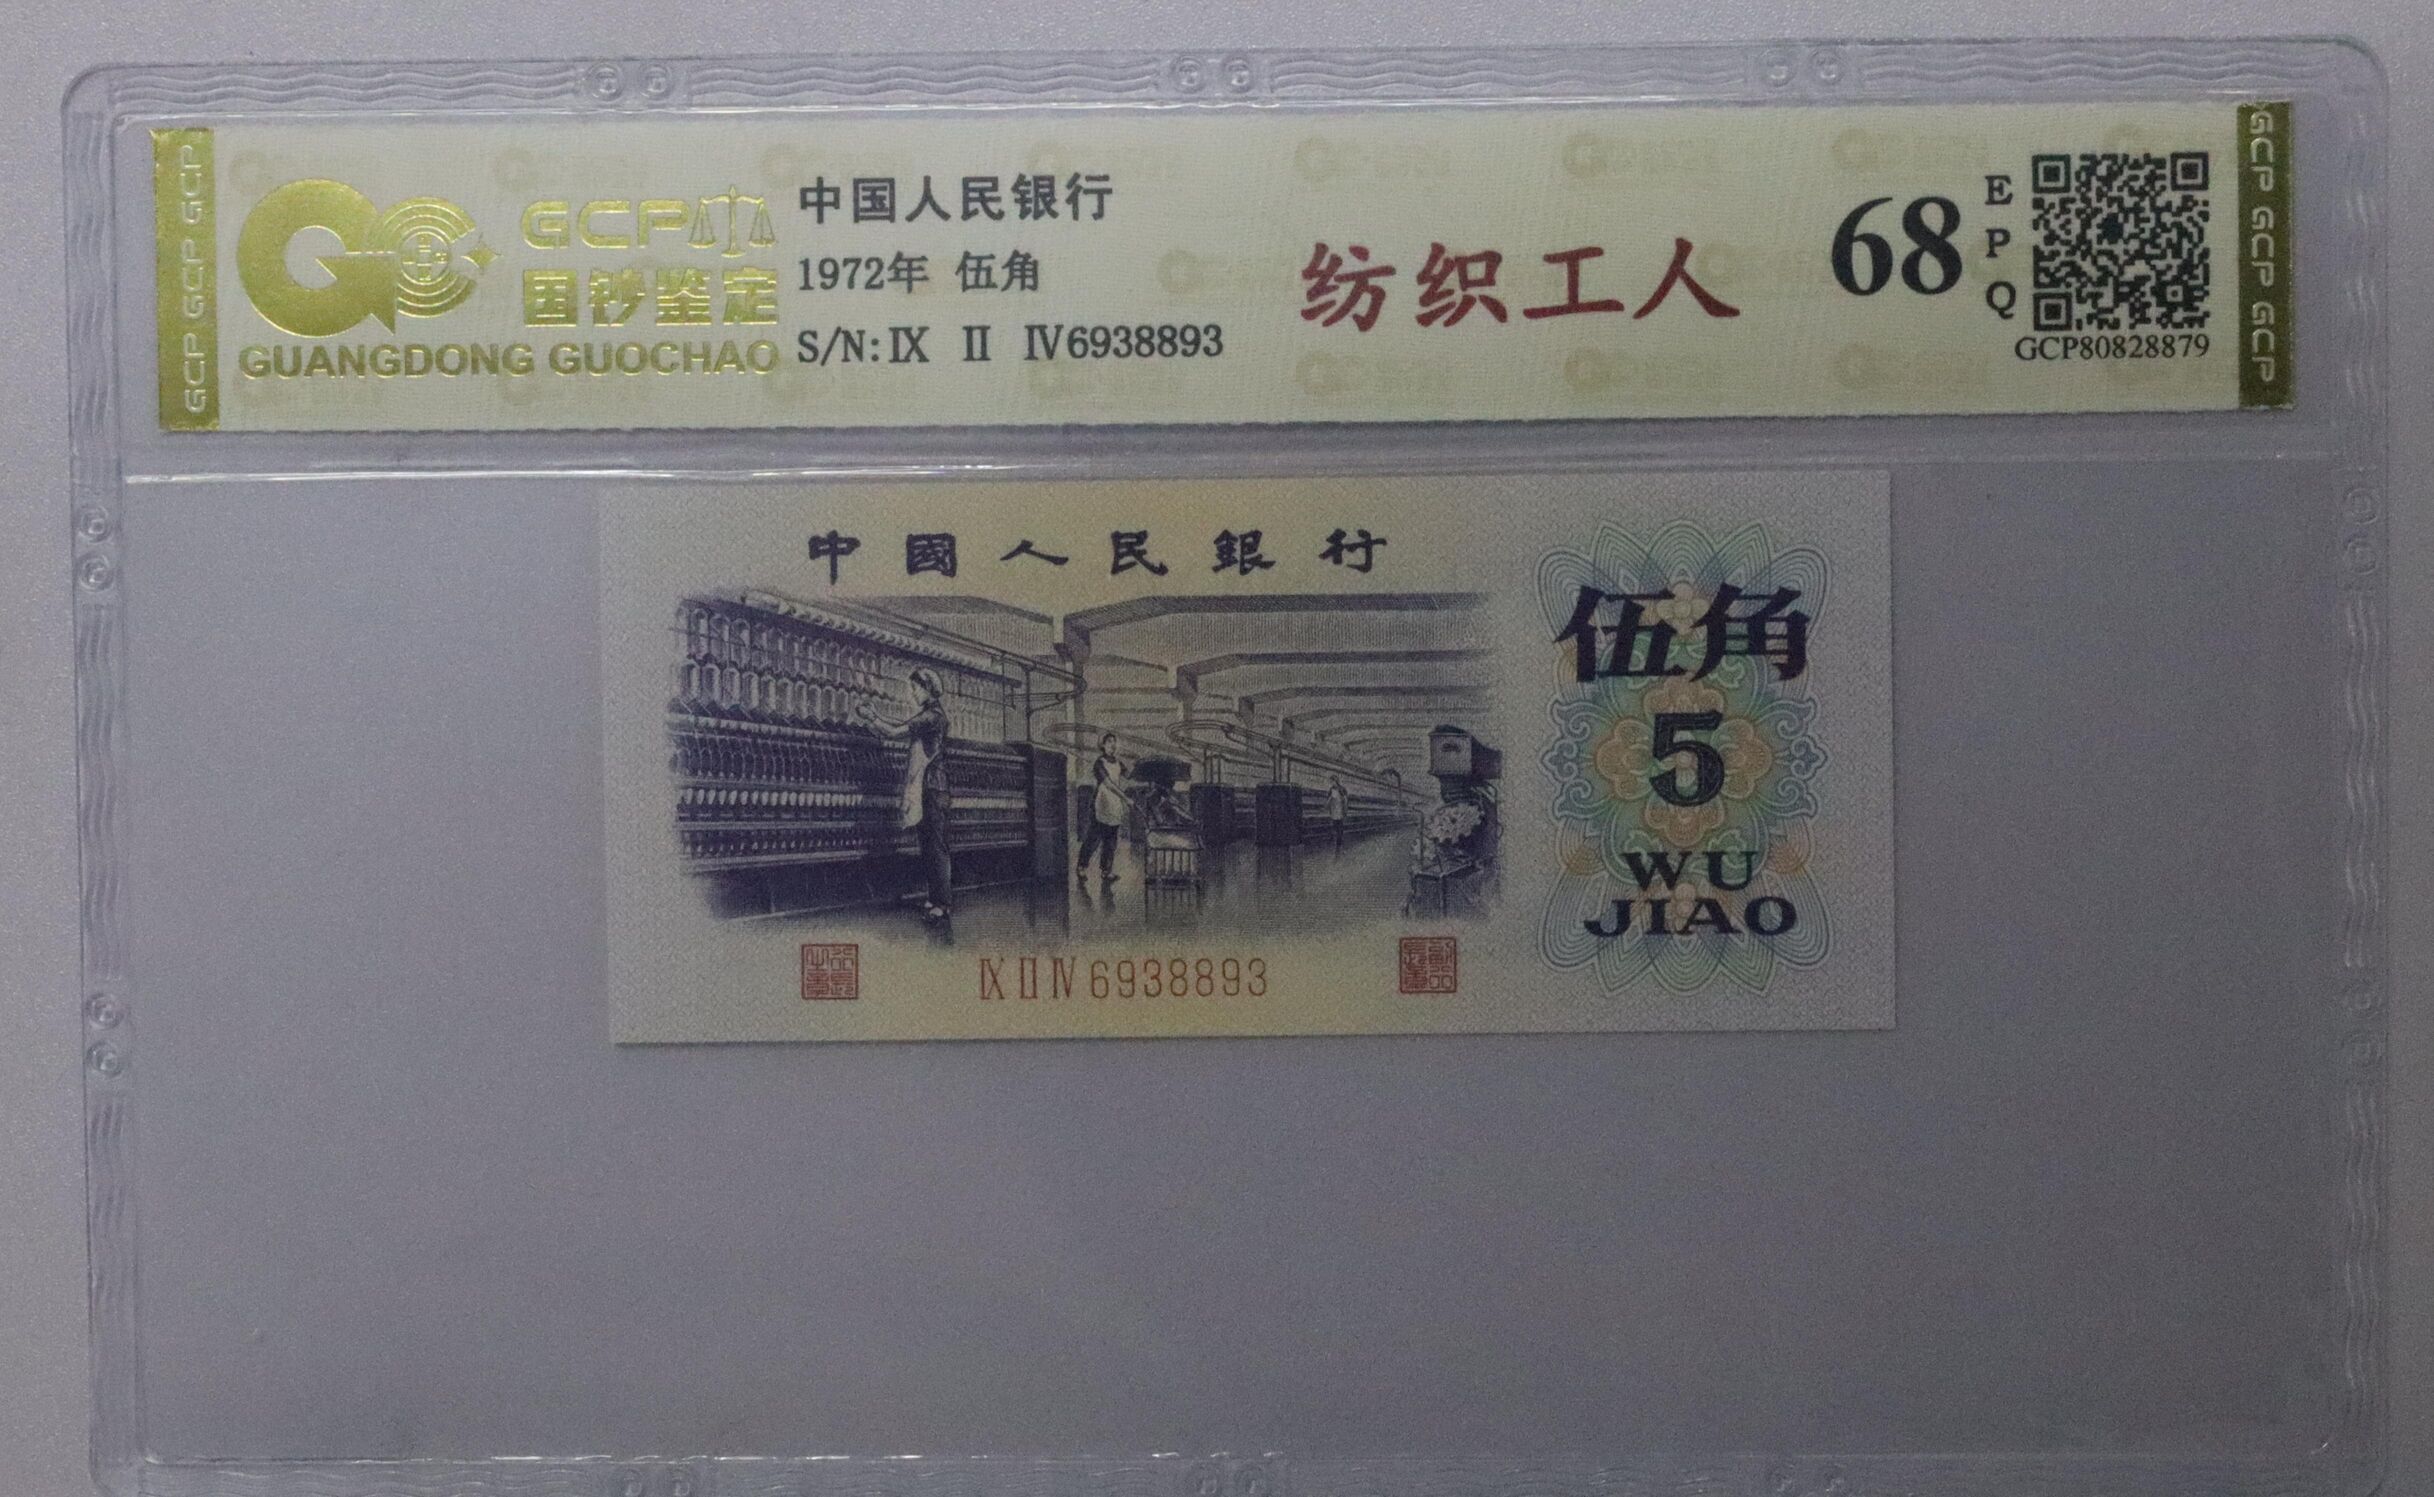 GCP GCP GCP
GCP
国钞鉴定
GUANGDONG GUOCHAO
中国人民银行
1972年 伍角
S/N: Ⅸ Ⅱ Ⅳ6938893
纺织工人
68
EPQ
GCP80828879
GCP GCP GCP
中國人民銀行
伍角
5
WU
JIAO
ⅨⅡⅣ6938893